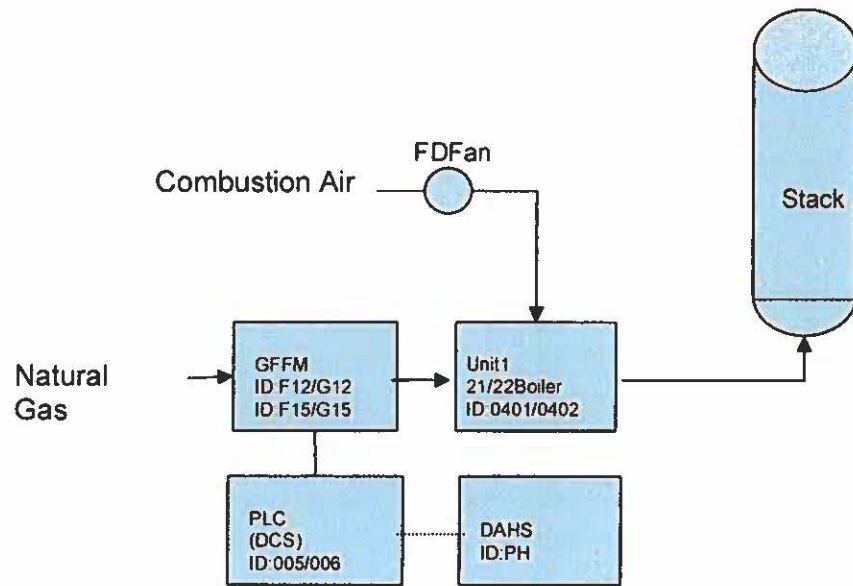 FDFan
Combustion Air
Stack
Natural
Gas
GFFM
ID:F12/G12
ID:F15/G15
Unit1
21/22Boiler
ID:0401/0402
PLC
(DCS)
ID:005/006
DAHS
ID:PH